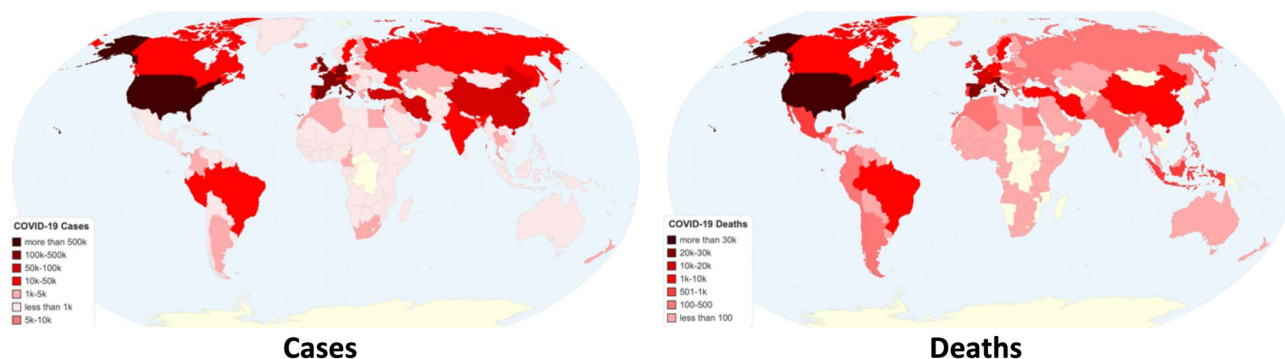 COVID-19 Cases
more than 500k
100k-500k
50k-100k
10k-50k
1k-5k
less than 1k
5k-10k
Cases
COVID-19 Deaths
more than 30k
20k-30k
10k-20k
1k-10k
501-1k
100-500
less than 100
Deaths